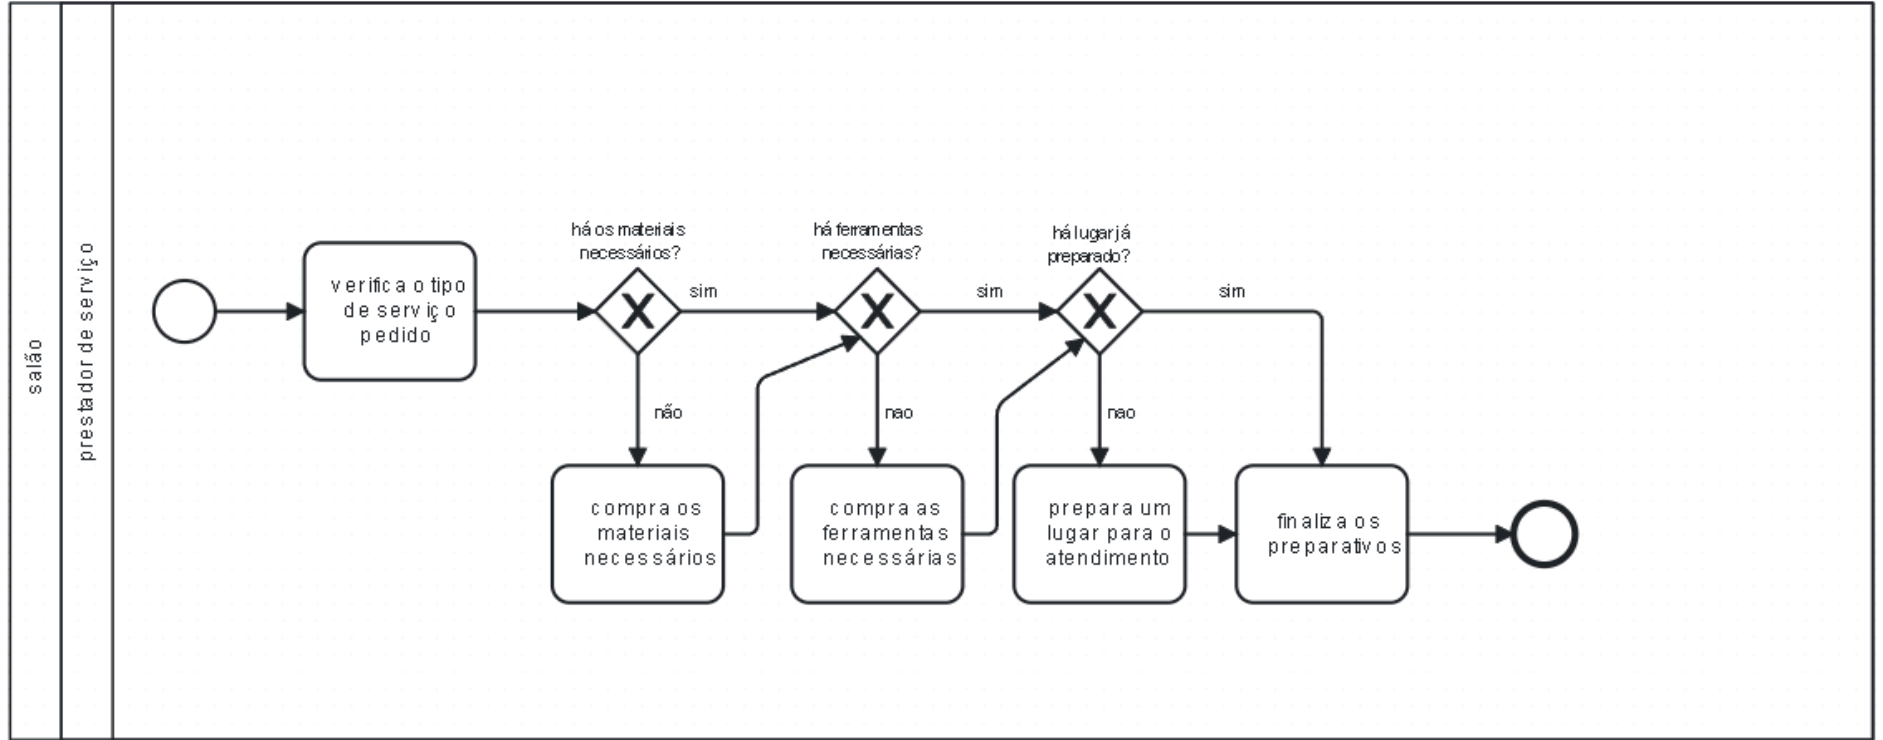 salão
prestador de serviço
verifica o tipo
de serviço
pedido
há os materiais
necessários?
sim
não
compra os
materiais
necessários
há ferramentas
necessárias?
sim
nao
compra as
ferramentas
necessárias
há lugar já
preparado?
sim
nao
prepara um
lugar para o
atendimento
finaliza os
preparativos